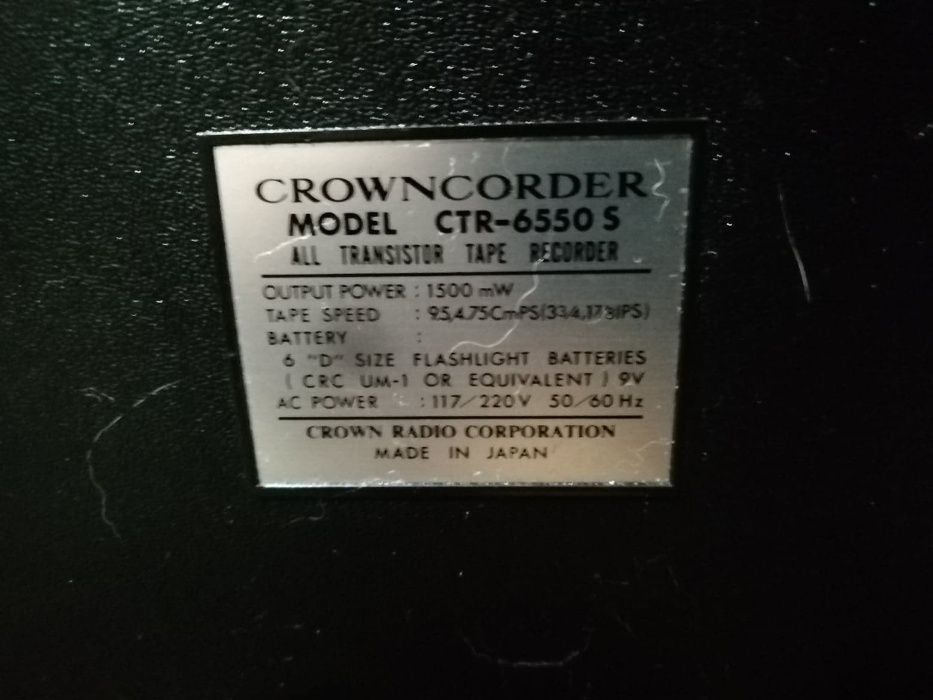 CROWNCORDER
MODEL CTR-6550 S
ALL TRANSISTOR TAPE RECORDER
OUTPUT POWER : 1500 mW
TAPE SPEED : 9.5,4.75CmPS(33/4,17/8IPS)
BATTERY :
6 "D" SIZE FLASHLIGHT BATTERIES
( CRC UM-1 OR EQUIVALENT ) 9V
AC POWER : 117/220V 50/60 Hz
CROWN RADIO CORPORATION
MADE IN JAPAN